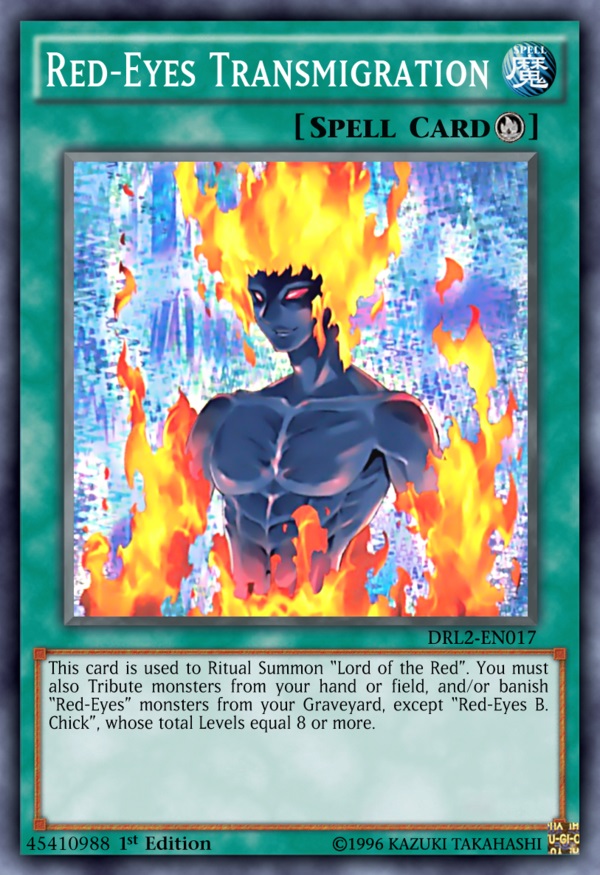 RED-EYES TRANSMIGRATION
SPELL
魔
[SPELL CARD]
DRL2-EN017
This card is used to Ritual Summon "Lord of the Red". You must
also Tribute monsters from your hand or field, and/or banish
"Red-Eyes" monsters from your Graveyard, except "Red-Eyes B.
Chick", whose total Levels equal 8 or more.
45410988 1st Edition ©1996 KAZUKI TAKAHASHI